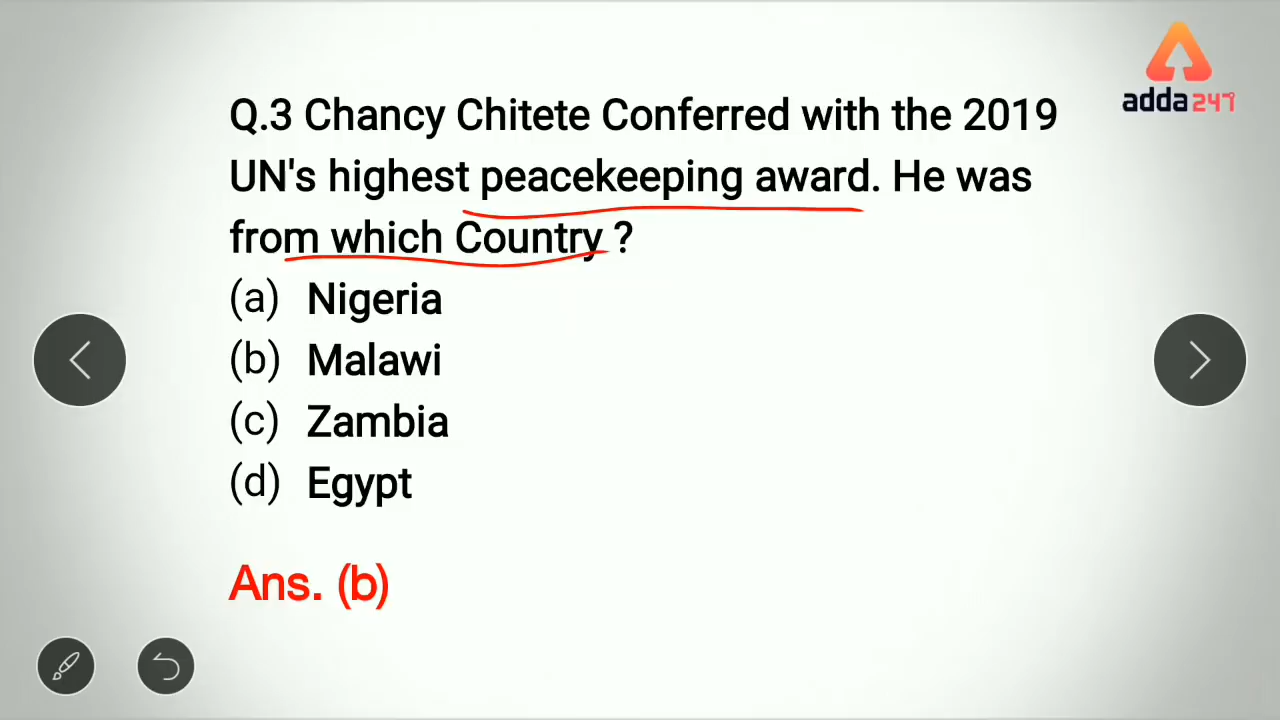 adda247
Q.3 Chancy Chitete Conferred with the 2019
UN's highest peacekeeping award. He was
from which Country ?
(a) Nigeria
(b) Malawi
(c) Zambia
(d) Egypt
Ans. (b)